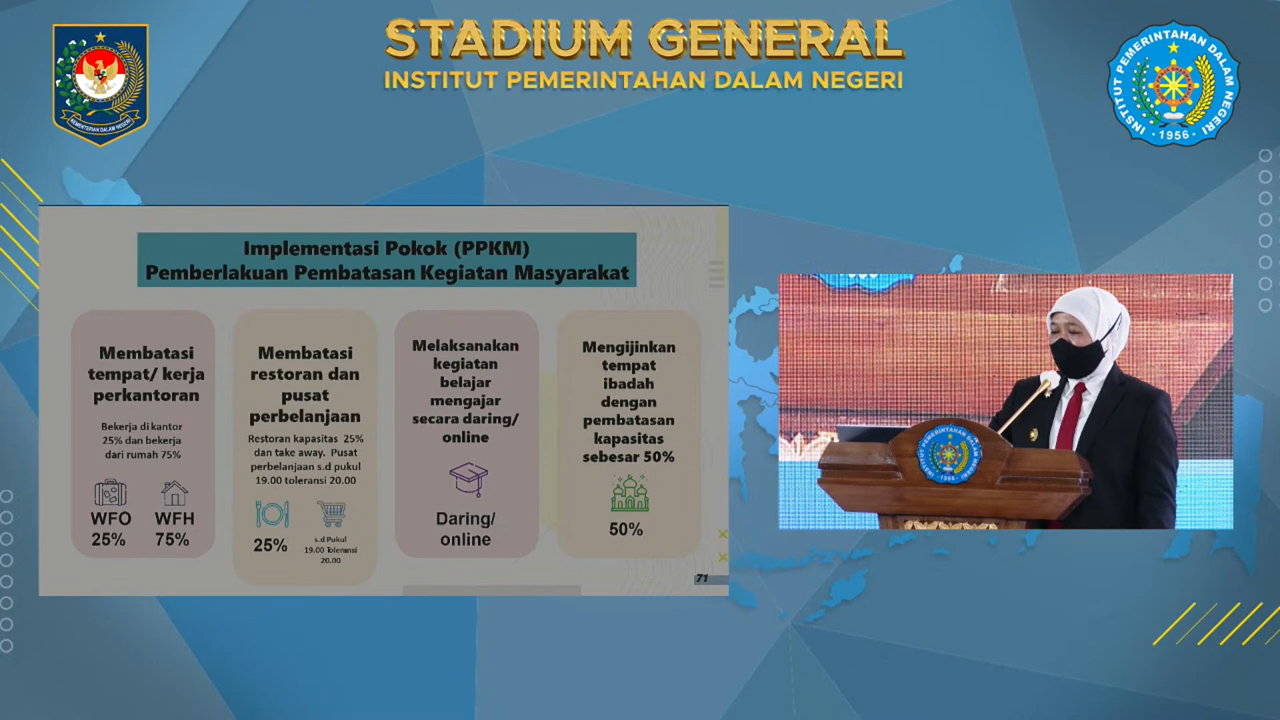 STADIUM GENERAL
INSTITUT PEMERINTAHAN DALAM NEGERI
KEMENTERIAN DALAM NEGERI
INSTITUT PEMERINTAHAN DALAM NEGERI
· 1956 ·
Implementasi Pokok (PPKM)
Pemberlakuan Pembatasan Kegiatan Masyarakat
Membatasi
tempat/ kerja
perkantoran
Bekerja di kantor
25% dan bekerja
dari rumah 75%
WFO
25%
WFH
75%
Membatasi
restoran dan
pusat
perbelanjaan
Restoran kapasitas 25%
dan take away. Pusat
perbelanjaan s.d pukul
19.00 toleransi 20.00
25%
s.d Pukul
19.00 Toleransi
20.00
Melaksanakan
kegiatan
belajar
mengajar
secara daring/
online
Daring/
online
Mengijinkan
tempat
ibadah
dengan
pembatasan
kapasitas
sebesar 50%
50%
71